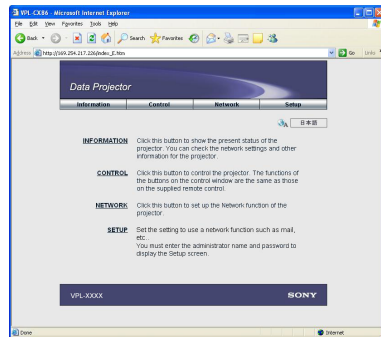 VPL-CX86 - Microsoft Internet Explorer
File Edit View Favorites Tools Help
Back Search Favorites
Address http://169.254.217.226/index_E.htm Go Links
Data Projector
Information Control Network Setup
日本語
INFORMATION Click this button to show the present status of the
projector. You can check the network settings and other
information for the projector.
CONTROL Click this button to control the projector. The functions of
the buttons on the control window are the same as those
on the supplied remote control.
NETWORK Click this button to set up the Network function of the
projector.
SETUP Set the setting to use a network function such as mail,
etc..
You must enter the administrator name and password to
display the Setup screen.
VPL-XXXX SONY
Done Internet